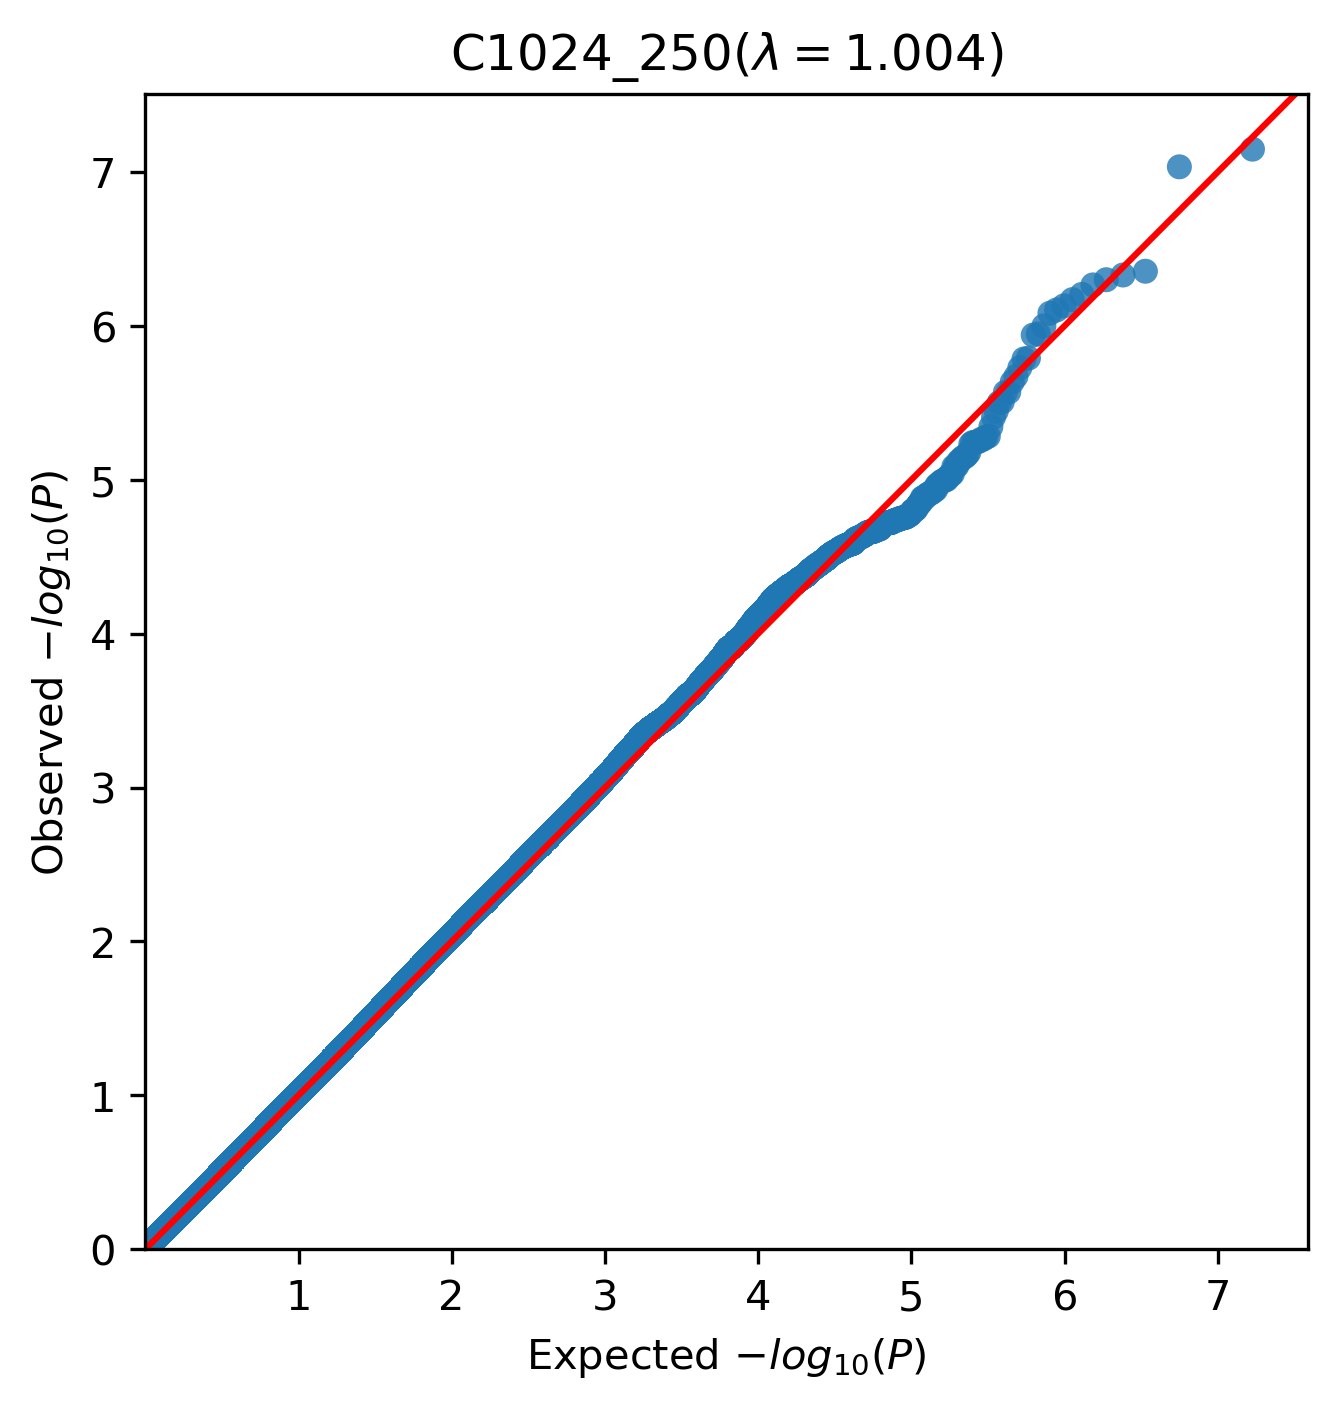 C1024_250(λ = 1.004)
Observed −log₁₀(P)
7
6
5
4
3
2
1
0
1 2 3 4 5 6 7
Expected −log₁₀(P)